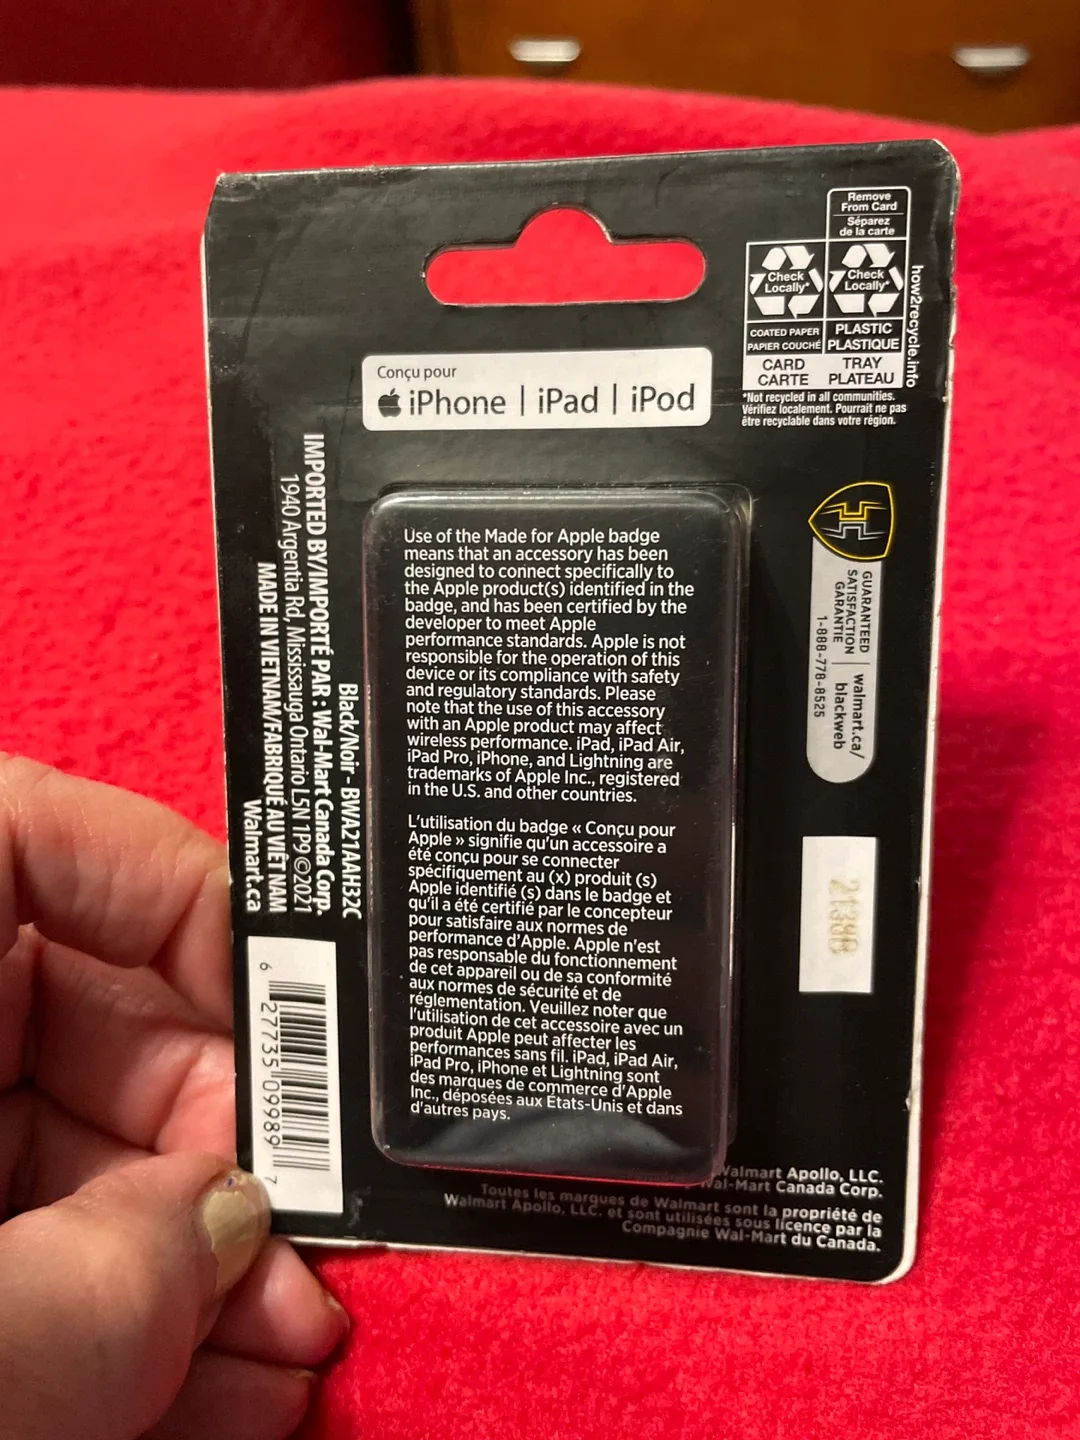 Remove
From Card
Séparez
de la carte
Check
Locally*
Check
Locally*
COATED PAPER
PAPIER COUCHÉ
PLASTIC
PLASTIQUE
CARD
CARTE
TRAY
PLATEAU
how2recycle.info
*Not recycled in all communities.
Vérifiez localement. Pourrait ne pas
être recyclable dans votre région.
Conçu pour
iPhone | iPad | iPod
Use of the Made for Apple badge
means that an accessory has been
designed to connect specifically to
the Apple product(s) identified in the
badge, and has been certified by the
developer to meet Apple
performance standards. Apple is not
responsible for the operation of this
device or its compliance with safety
and regulatory standards. Please
note that the use of this accessory
with an Apple product may affect
wireless performance. iPad, iPad Air,
iPad Pro, iPhone, and Lightning are
trademarks of Apple Inc., registered
in the U.S. and other countries.
L'utilisation du badge « Conçu pour
Apple » signifie qu'un accessoire a
été conçu pour se connecter
spécifiquement au (x) produit (s)
Apple identifié (s) dans le badge et
qu'il a été certifié par le concepteur
pour satisfaire aux normes de
performance d'Apple. Apple n'est
pas responsable du fonctionnement
de cet appareil ou de sa conformité
aux normes de sécurité et de
réglementation. Veuillez noter que
l'utilisation de cet accessoire avec un
produit Apple peut affecter les
performances sans fil. iPad, iPad Air,
iPad Pro, iPhone et Lightning sont
des marques de commerce d'Apple
Inc., déposées aux États-Unis et dans
d'autres pays.
Black/Noir - BWA21AAH32C
IMPORTED BY/IMPORTÉ PAR : Wal-Mart Canada Corp.
1940 Argentia Rd, Mississauga Ontario L5N 1P9 ©2021
MADE IN VIETNAM/FABRIQUÉ AU VIÊT NAM
Walmart.ca
6 27735 09989 7
GUARANTEED
SATISFACTION
GARANTIE
1-888-778-8525
walmart.ca/
blackweb
Walmart Apollo, LLC.
Wal-Mart Canada Corp.
Toutes les marques de Walmart sont la propriété de
Walmart Apollo, LLC. et sont utilisées sous licence par la
Compagnie Wal-Mart du Canada.